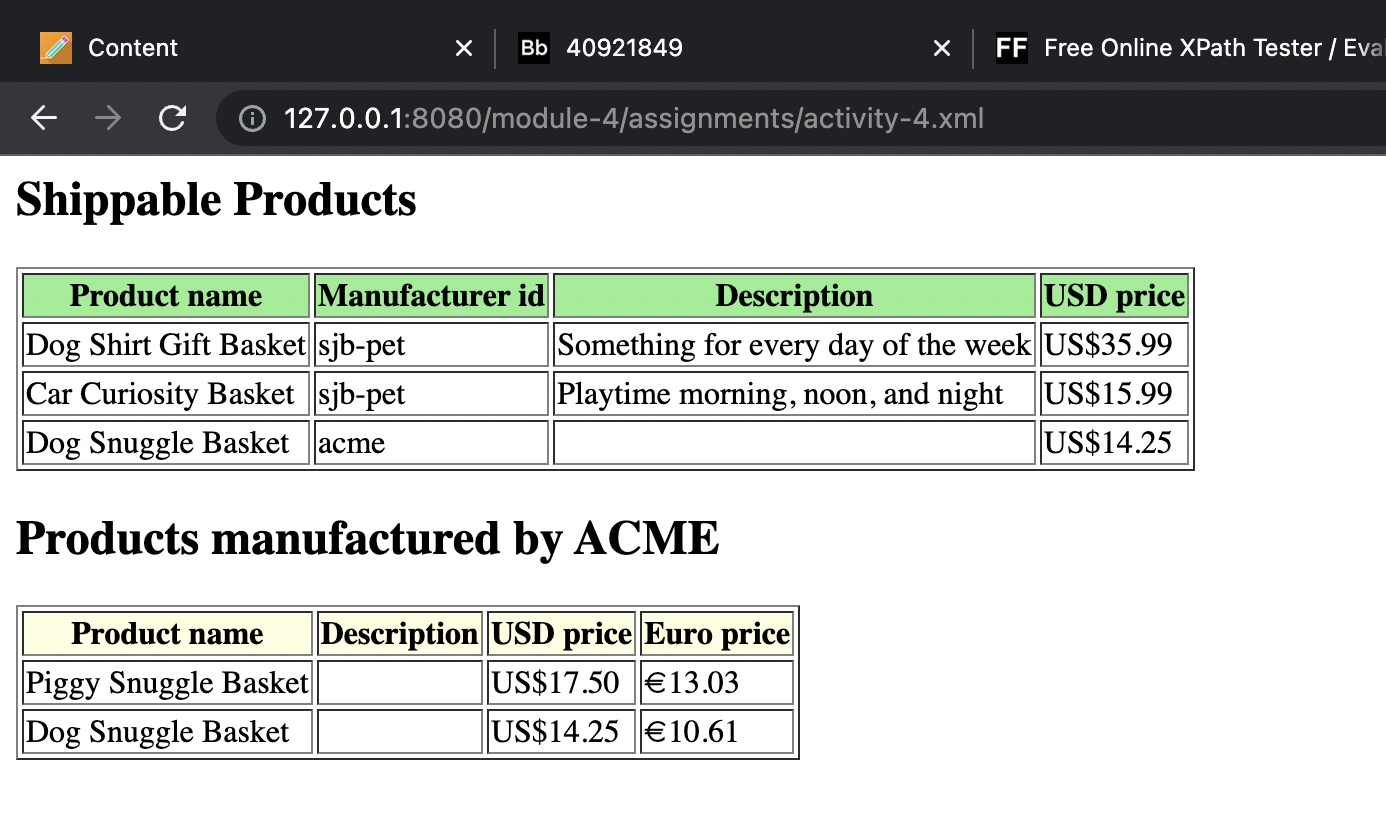 Content
Bb 40921849
FF Free Online XPath Tester / Eva
127.0.0.1:8080/module-4/assignments/activity-4.xml
Shippable Products
Product name Manufacturer id Description USD price
Dog Shirt Gift Basket sjb-pet Something for every day of the week US$35.99
Car Curiosity Basket sjb-pet Playtime morning, noon, and night US$15.99
Dog Snuggle Basket acme US$14.25
Products manufactured by ACME
Product name Description USD price Euro price
Piggy Snuggle Basket US$17.50 €13.03
Dog Snuggle Basket US$14.25 €10.61